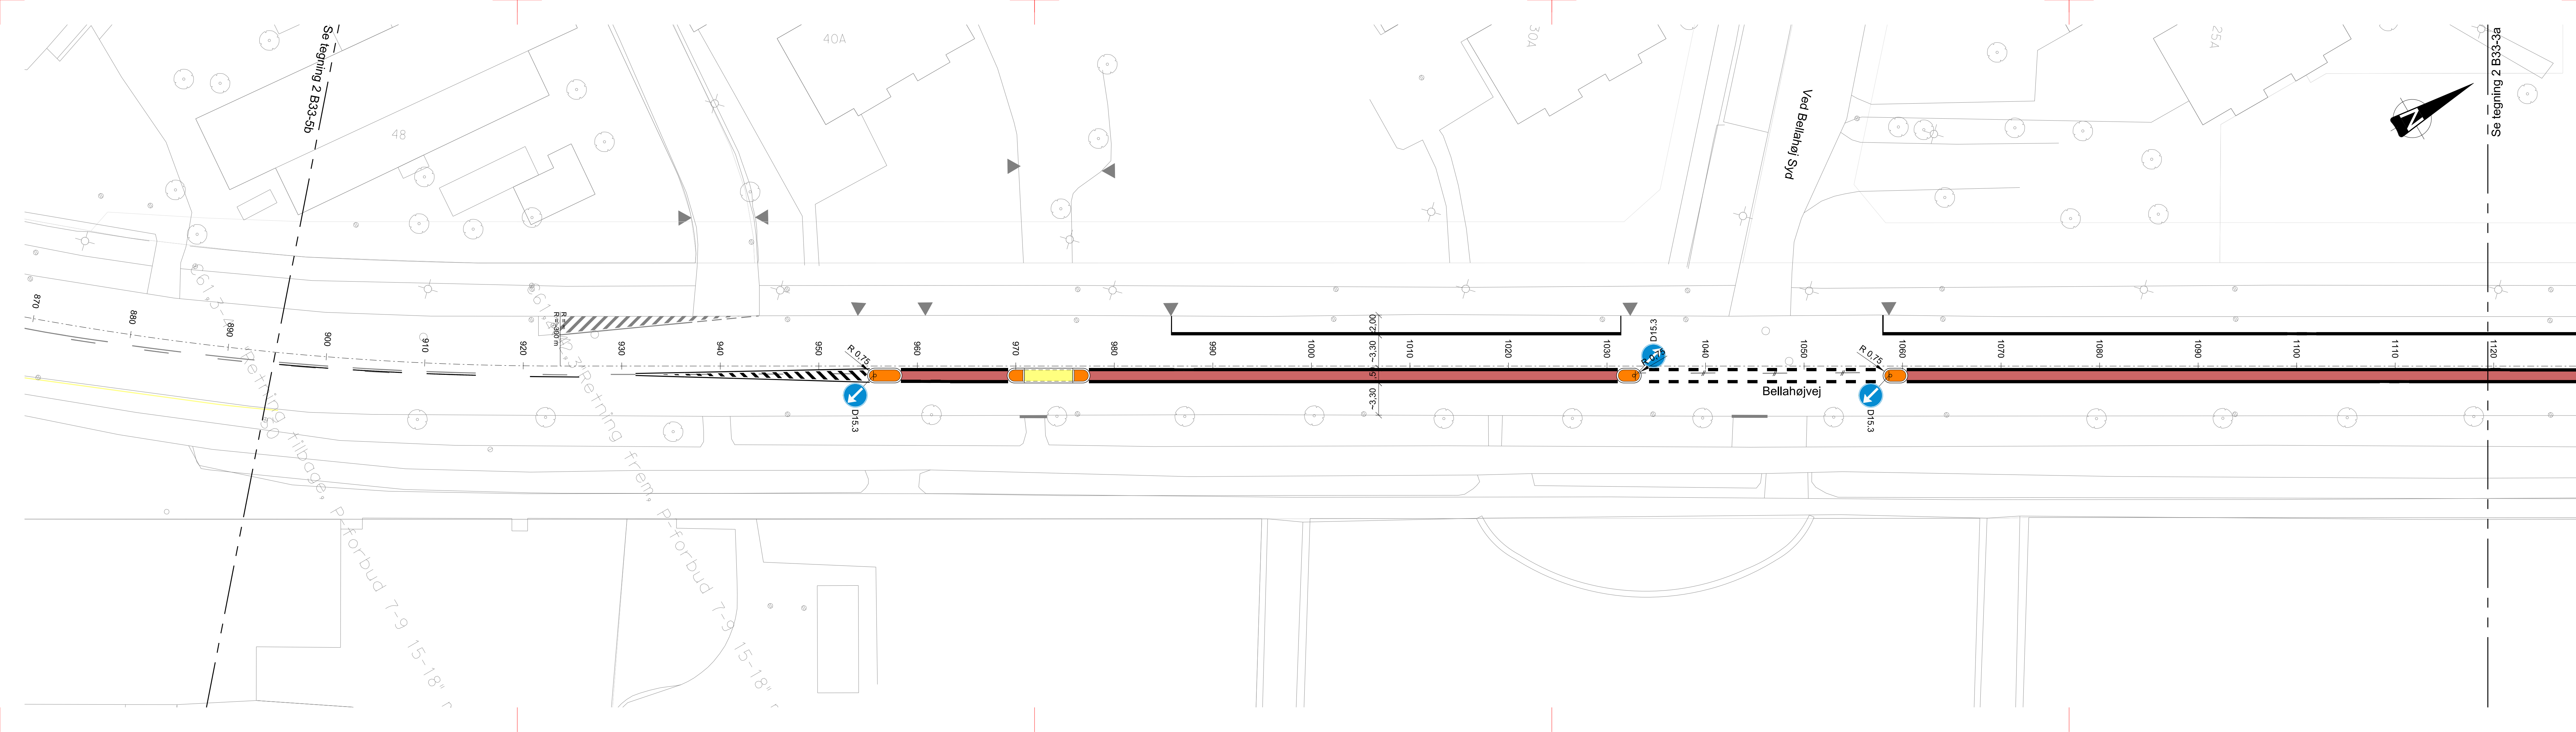 Se tegning 2 B33-5b
40A
30A
25A
Se tegning 2 B33-3a
48
Ved Bellahøj Syd
N
870
880
890
900
910
920
930
940
950
960
970
980
990
1000
1010
1020
1030
1040
1050
1060
1070
1080
1090
1100
1110
1120
R 0.75
D15.3
~2,00
~3,30
~3,30
D15.3
R 0,75
R 0.75
D15.3
Bellahøjvej
Retning tilbage, P-forbud 7-9 15-18
Retning frem, P-forbud 7-9 15-18